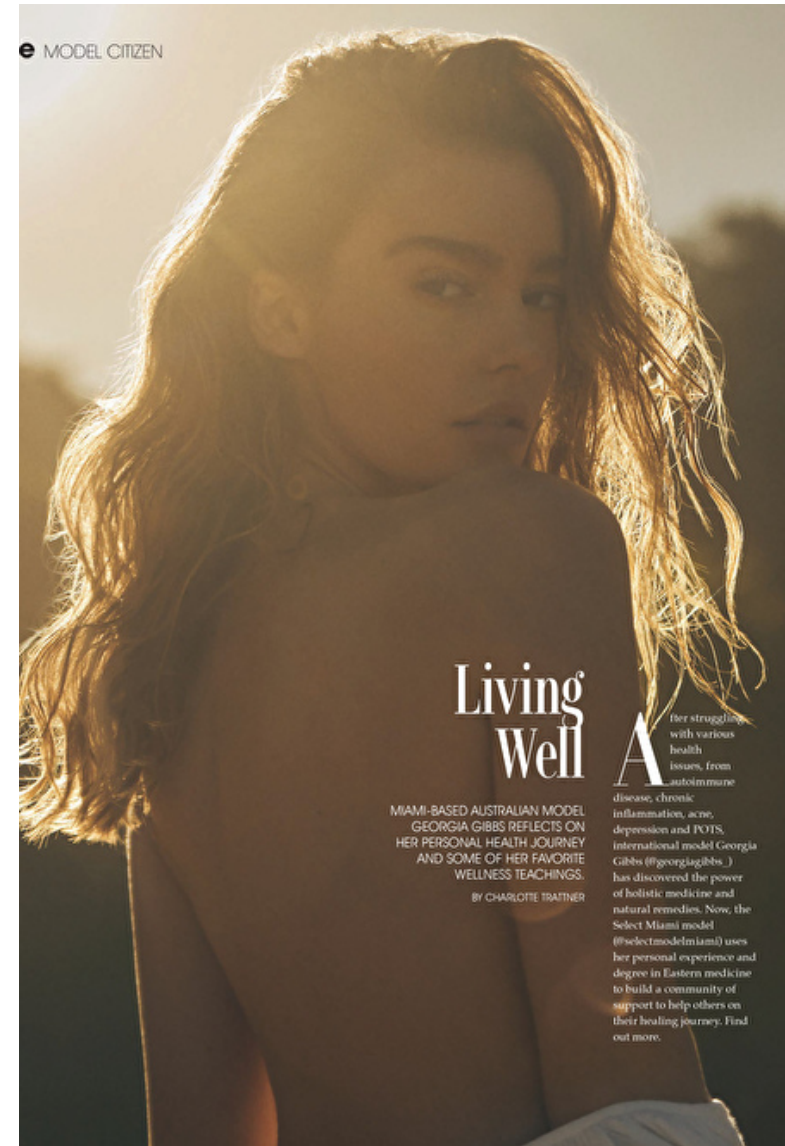 e MODEL CITIZEN
Living
Well
MIAMI-BASED AUSTRALIAN MODEL
GEORGIA GIBBS REFLECTS ON
HER PERSONAL HEALTH JOURNEY
AND SOME OF HER FAVORITE
WELLNESS TEACHINGS.
BY CHARLOTTE TRATTNER
After struggling
with various
health
issues, from
autoimmune
disease, chronic
inflammation, acne,
depression and POTS,
international model Georgia
Gibbs (@georgiagibbs_)
has discovered the power
of holistic medicine and
natural remedies. Now, the
Select Miami model
(@selectmodelmiami) uses
her personal experience and
degree in Eastern medicine
to build a community of
support to help others on
their healing journey. Find
out more.